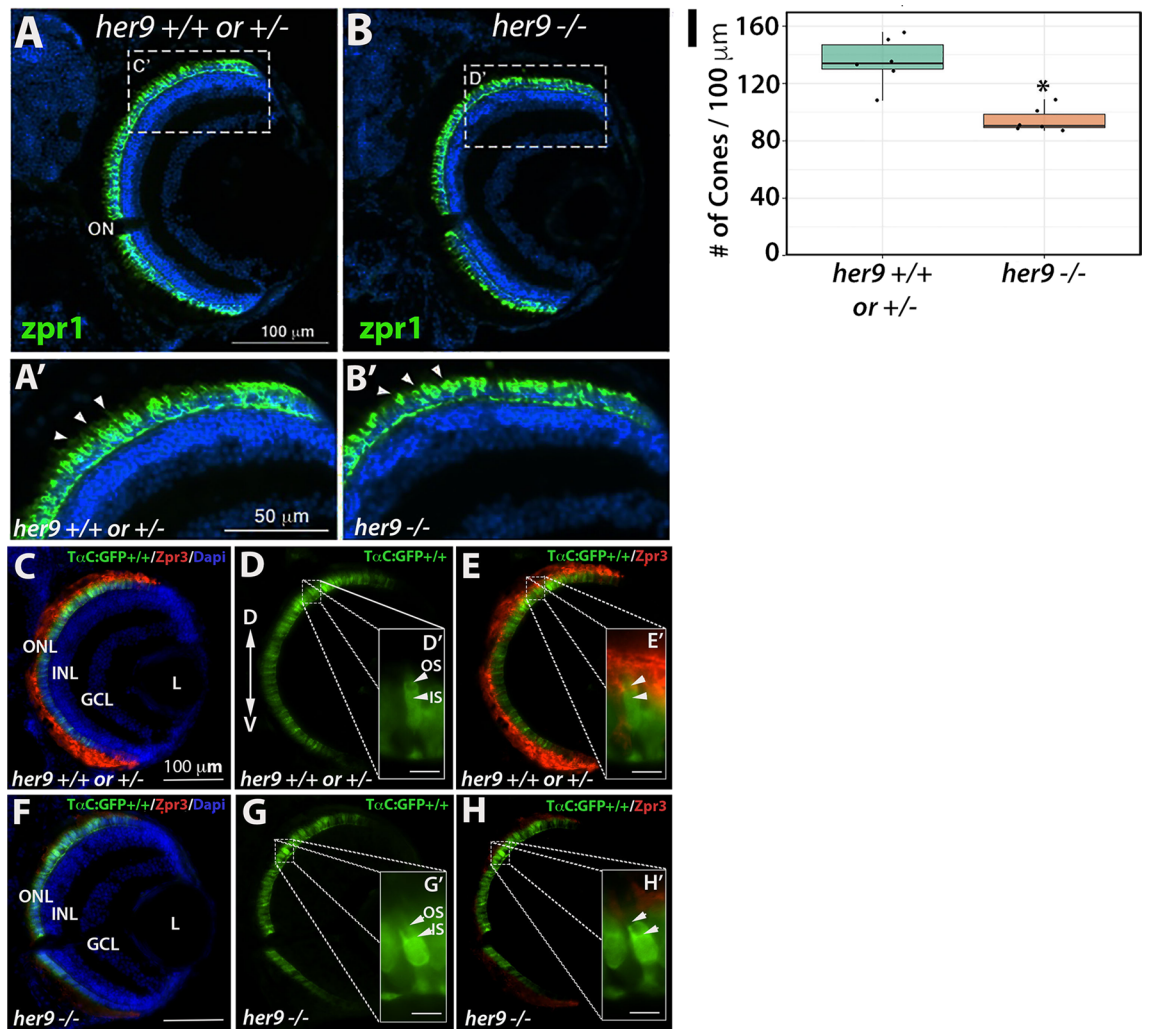 A
her9 +/+ or +/-
C'
ON
zpr1
100 μm
B
her9 -/-
D'
zpr1
I
# of Cones / 100 μm
160
120
80
40
0
*
her9 +/+
or +/-
her9 -/-
A'
her9 +/+ or +/-
50 μm
B'
her9 -/-
C
TαC:GFP+/+/Zpr3/Dapi
ONL
INL
GCL
L
100 μm
her9 +/+ or +/-
D
TαC:GFP+/+
D
V
D'
OS
IS
her9 +/+ or +/-
E
TαC:GFP+/+/Zpr3
E'
her9 +/+ or +/-
F
TαC:GFP+/+/Zpr3/Dapi
ONL
INL
GCL
L
her9 -/-
G
TαC:GFP+/+
G'
OS
IS
her9 -/-
H
TαC:GFP+/+/Zpr3
H'
her9 -/-